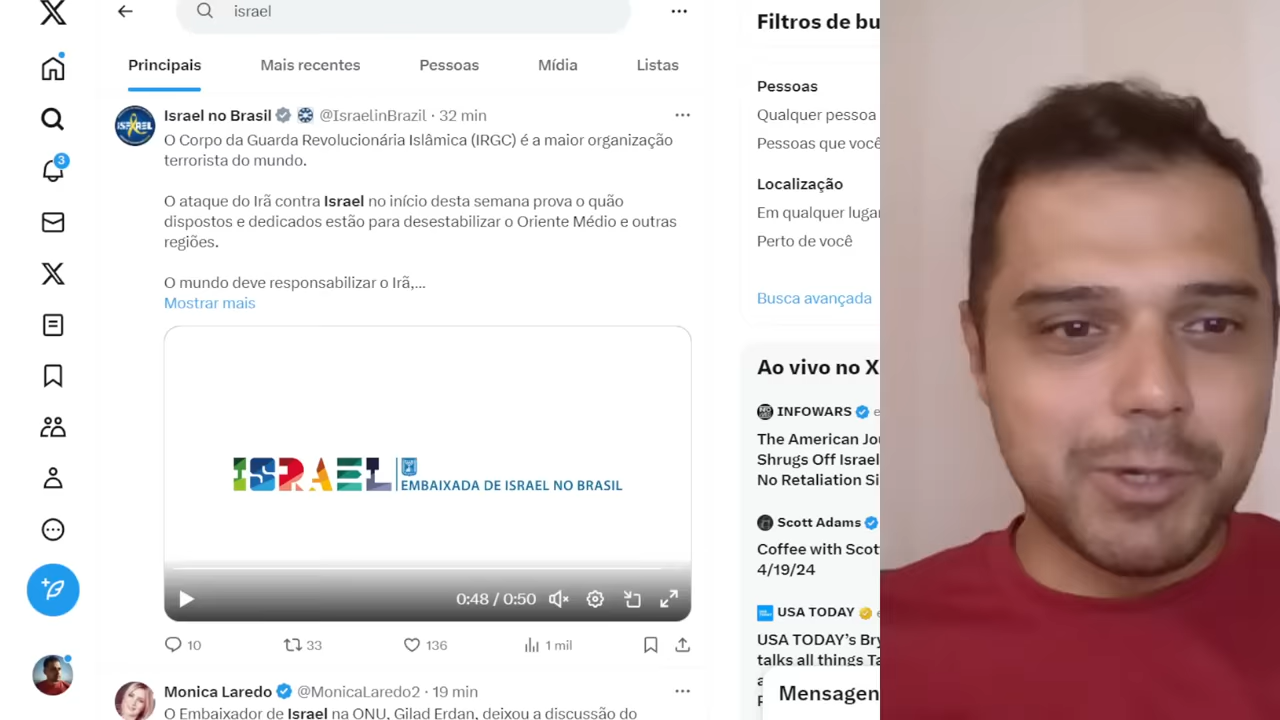 israel
Principais
Mais recentes
Pessoas
Mídia
Listas
Israel no Brasil @IsraelinBrazil · 32 min
O Corpo da Guarda Revolucionária Islâmica (IRGC) é a maior organização
terrorista do mundo.
O ataque do Irã contra Israel no início desta semana prova o quão
dispostos e dedicados estão para desestabilizar o Oriente Médio e outras
regiões.
O mundo deve responsabilizar o Irã,...
Mostrar mais
ISRAEL
EMBAIXADA DE ISRAEL NO BRASIL
0:48 / 0:50
10
33
136
1 mil
Monica Laredo @MonicaLaredo2 · 19 min
O Embaixador de Israel na ONU, Gilad Erdan, deixou a discussão do
3
Filtros de bu
Pessoas
Qualquer pessoa
Pessoas que você
Localização
Em qualquer lugar
Perto de você
Busca avançada
Ao vivo no X
INFOWARS e
The American Jou
Shrugs Off Israel
No Retaliation Si
Scott Adams
Coffee with Scot
4/19/24
USA TODAY e
USA TODAY's Bry
talks all things Ta
Mensagen